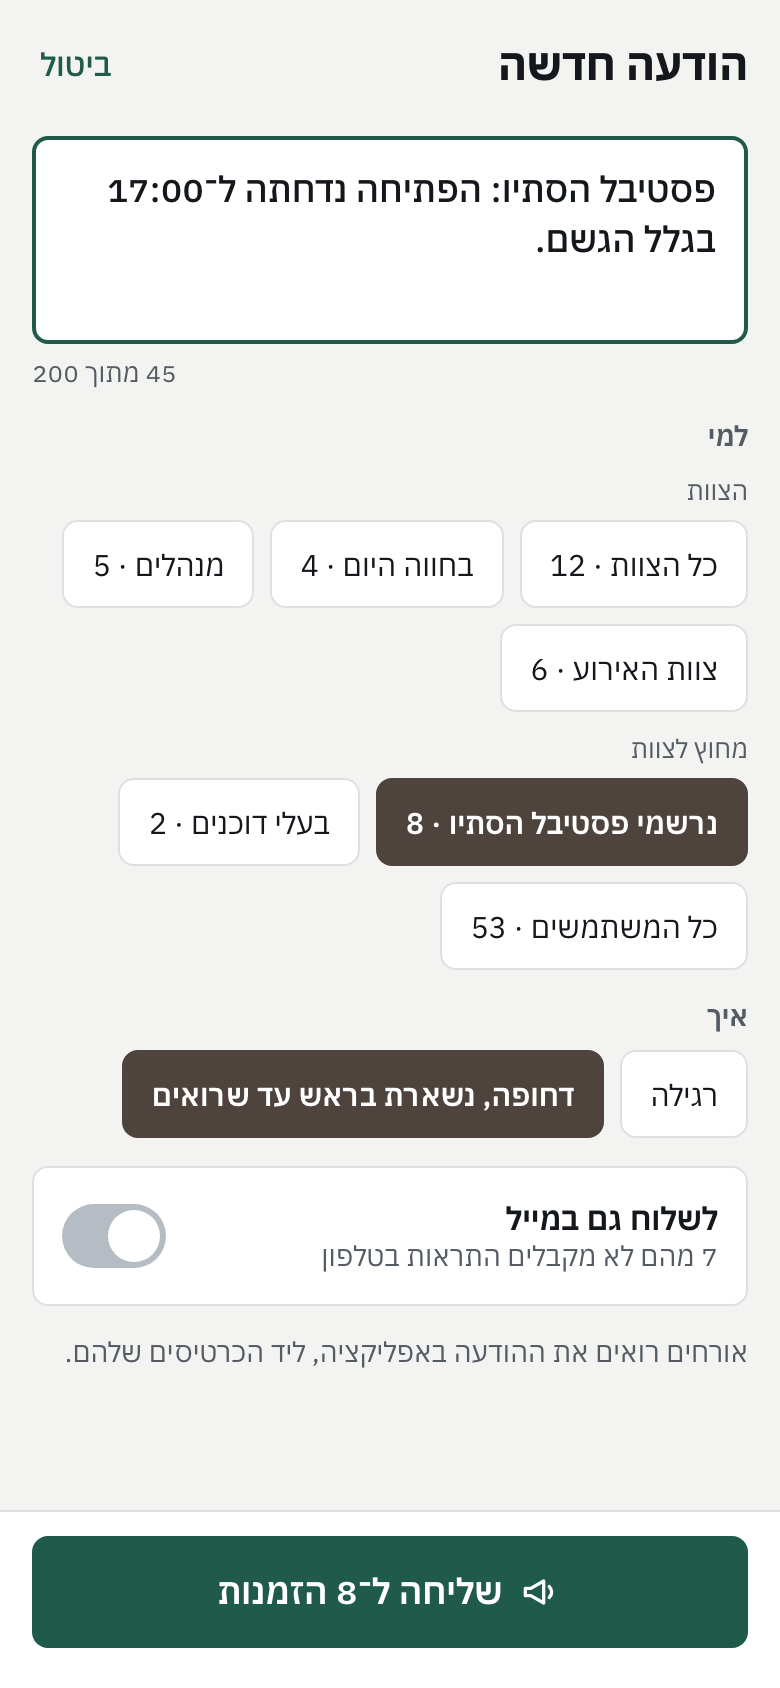 הודעה חדשה
ביטול
פסטיבל הסתיו: הפתיחה נדחתה ל־17:00
בגלל הגשם.
45 מתוך 200
למי
הצוות
כל הצוות · 12
בחווה היום · 4
מנהלים · 5
צוות האירוע · 6
מחוץ לצוות
נרשמי פסטיבל הסתיו · 8
בעלי דוכנים · 2
כל המשתמשים · 53
איך
רגילה
דחופה, נשארת בראש עד שרואים
לשלוח גם במייל
7 מהם לא מקבלים התראות בטלפון
אורחים רואים את ההודעה באפליקציה, ליד הכרטיסים שלהם.
שליחה ל־8 הזמנות